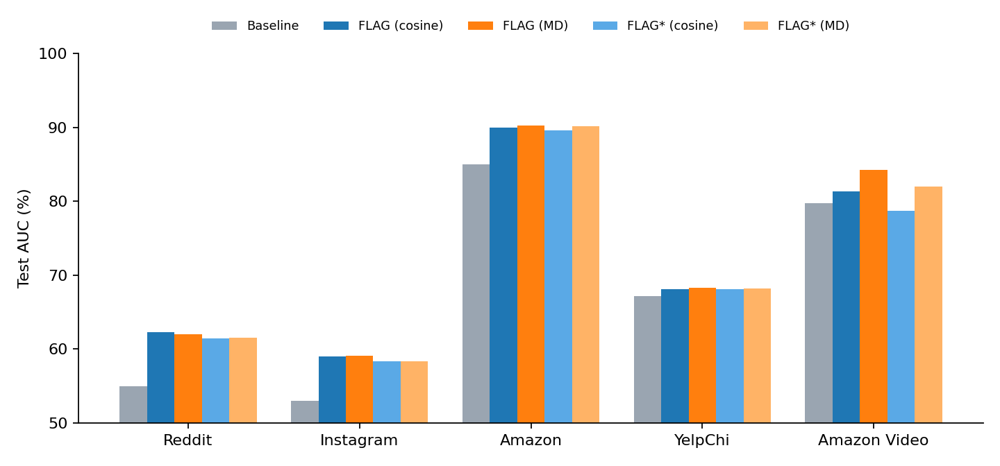 Baseline FLAG (cosine) FLAG (MD) FLAG* (cosine) FLAG* (MD)
Test AUC (%)
100
90
80
70
60
50
Reddit Instagram Amazon YelpChi Amazon Video